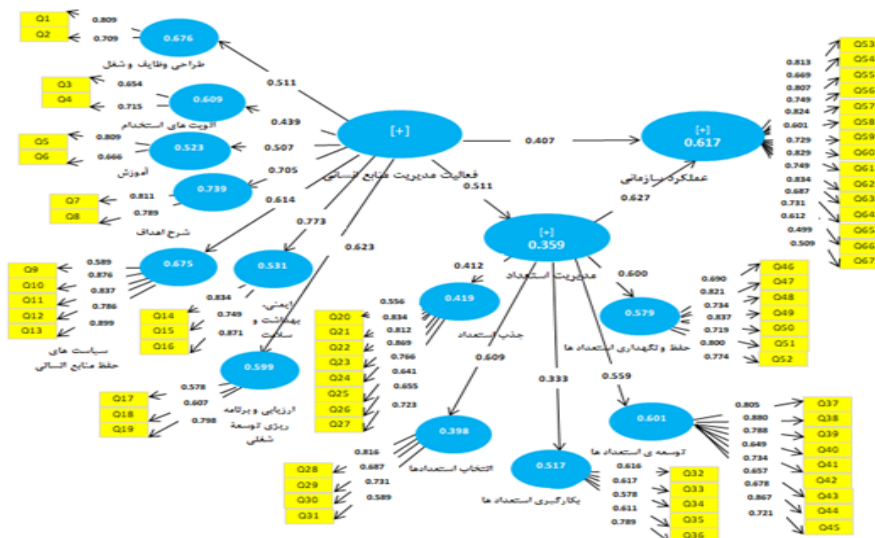 Q1
Q2
0.809
0.709
0.676
طراحی وظایف و شغل
0.511
Q3
Q4
0.654
0.715
0.609
الویت های استخدام
0.439
Q5
Q6
0.809
0.666
0.523
آموزش
0.507
Q7
Q8
0.811
0.789
0.739
شرح اهداف
0.705
Q9
Q10
Q11
Q12
Q13
0.589
0.876
0.837
0.786
0.899
0.675
سیاست های
حفظ منابع انسانی
0.614
Q14
Q15
Q16
0.834
0.749
0.871
0.531
ایمنی،
بهداشت و
سلامت
0.773
Q17
Q18
Q19
0.578
0.607
0.798
0.599
ارزیابی و برنامه
ریزی توسعة
شغلی
0.623
[+]
فعالیت مدیریت منابع انسانی
0.407
0.511
[+]
0.617
عملکرد سازمانی
0.627
[+]
0.359
مدیریت استعداد
Q53
Q54
Q55
Q56
Q57
Q58
Q59
Q60
Q61
Q62
Q63
Q64
Q65
Q66
Q67
0.813
0.669
0.807
0.749
0.824
0.601
0.729
0.829
0.749
0.834
0.687
0.731
0.612
0.499
0.509
0.412
0.419
جذب استعداد
Q20
Q21
Q22
Q23
Q24
Q25
Q26
Q27
0.556
0.834
0.812
0.869
0.766
0.641
0.655
0.723
0.609
0.398
انتخاب استعدادها
Q28
Q29
Q30
Q31
0.816
0.687
0.731
0.589
0.333
0.517
بکارگیری استعداد ها
Q32
Q33
Q34
Q35
Q36
0.616
0.617
0.578
0.611
0.789
0.559
0.601
توسعه ی استعداد ها
Q37
Q38
Q39
Q40
Q41
Q42
Q43
Q44
Q45
0.805
0.880
0.788
0.649
0.734
0.657
0.678
0.867
0.721
0.600
0.579
حفظ و نگهداری استعداد ها
Q46
Q47
Q48
Q49
Q50
Q51
Q52
0.690
0.821
0.734
0.837
0.719
0.800
0.774